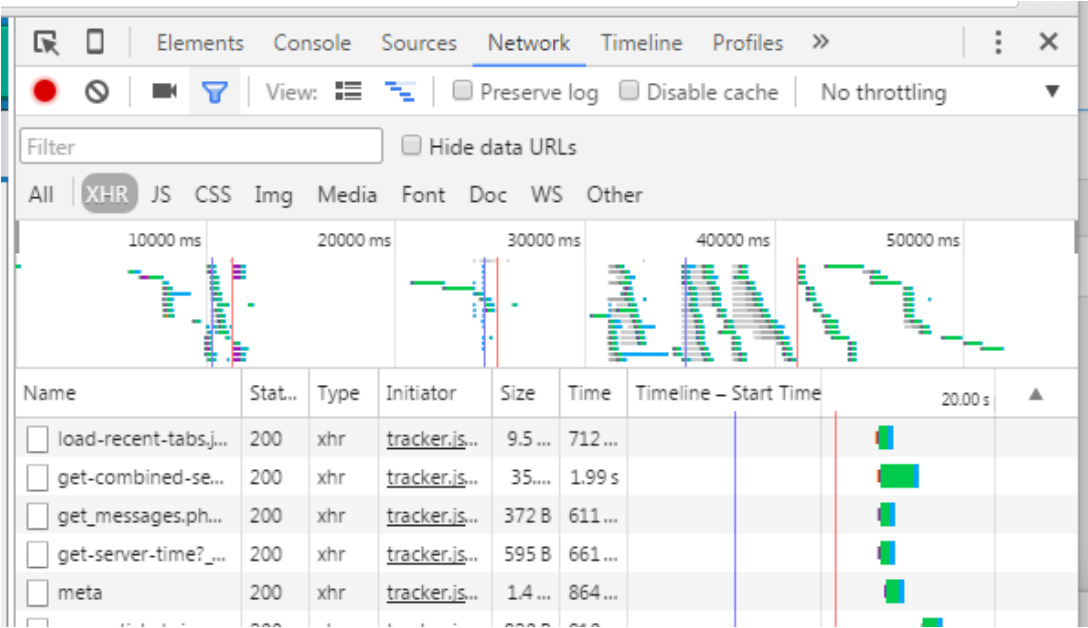 Elements Console Sources Network Timeline Profiles »
View: Preserve log Disable cache No throttling
Filter Hide data URLs
All XHR JS CSS Img Media Font Doc WS Other
10000 ms 20000 ms 30000 ms 40000 ms 50000 ms
Name Stat... Type Initiator Size Time Timeline – Start Time 20.00 s
load-recent-tabs.j... 200 xhr tracker.js... 9.5 ... 712 ...
get-combined-se... 200 xhr tracker.js... 35.... 1.99 s
get_messages.ph... 200 xhr tracker.js... 372 B 611 ...
get-server-time?_... 200 xhr tracker.js... 595 B 661 ...
meta 200 xhr tracker.js... 1.4 ... 864 ...